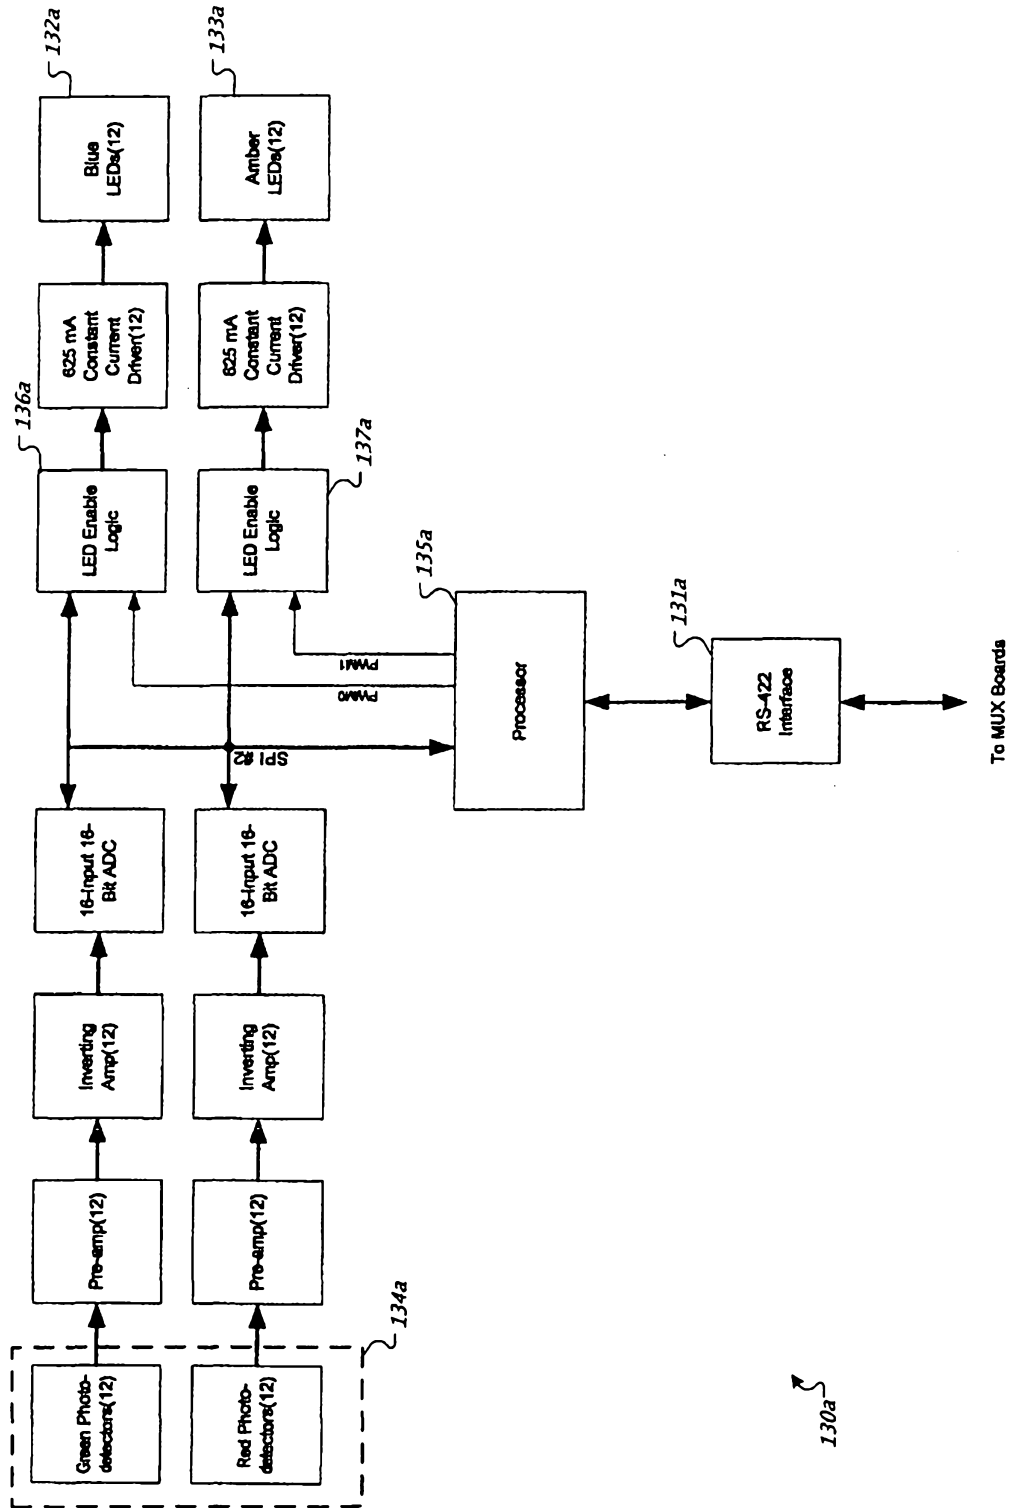 132a
136a
Green Photo-
detectors(12)
Pre-amp(12)
Inverting
Amp(12)
16-Input 16-
Bit ADC
LED Enable
Logic
625 mA
Constant
Current
Driver(12)
Blue
LEDs(12)
133a
Red Photo-
detectors(12)
Pre-amp(12)
Inverting
Amp(12)
16-Input 16-
Bit ADC
SPI #2
PWM0
PWM1
LED Enable
Logic
625 mA
Constant
Current
Driver(12)
Amber
LEDs(12)
134a
137a
135a
Processor
131a
RS-422
Interface
130a
To MUX Boards